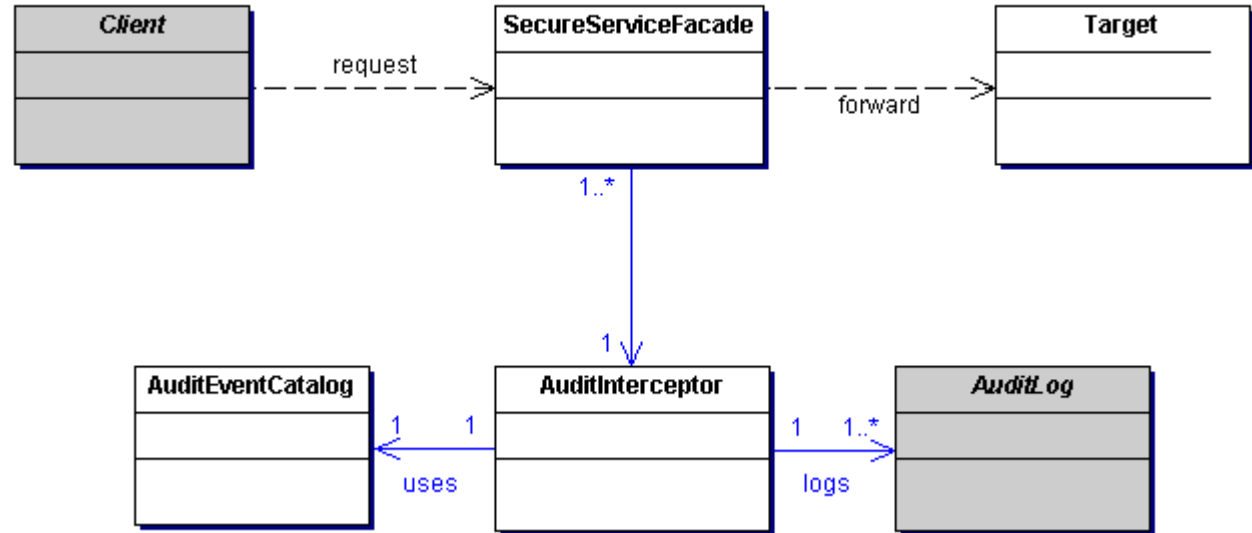 Client
SecureServiceFacade
Target
request
forward
1..*
1
AuditEventCatalog
AuditInterceptor
AuditLog
1
1
1
1..*
uses
logs